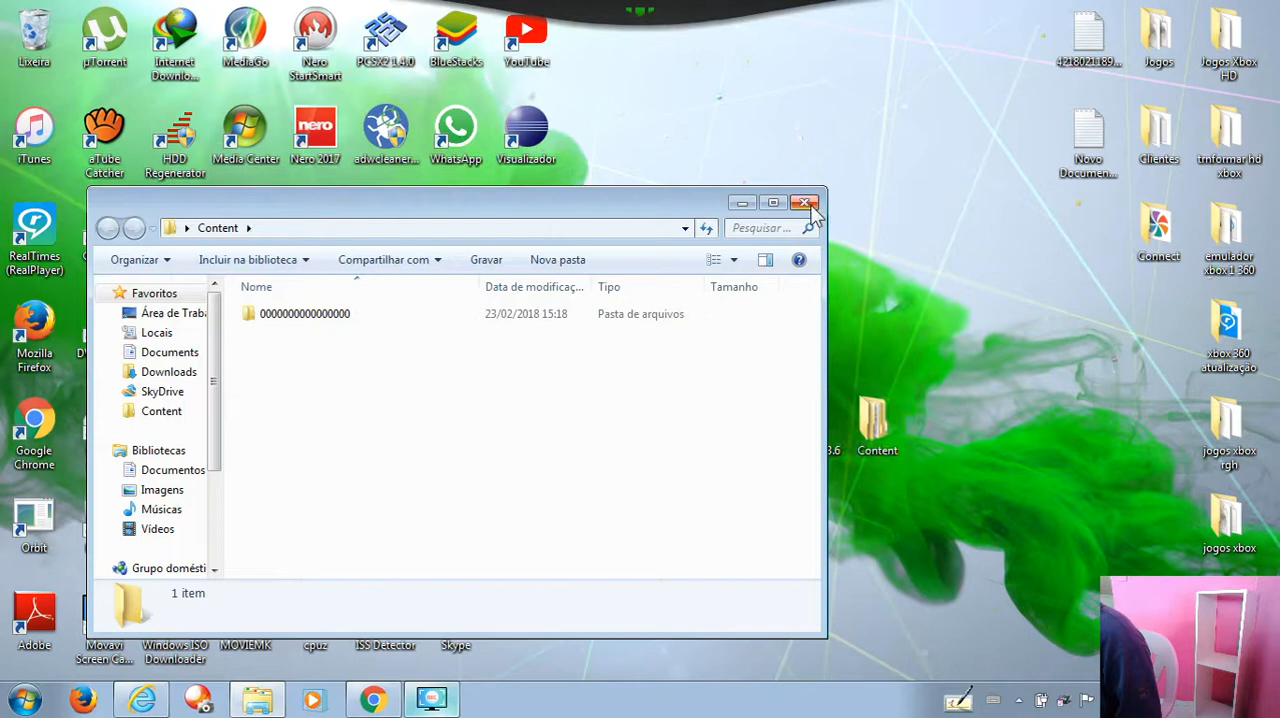 Lixeira
µTorrent
Internet
Downlo...
MediaGo
Nero
StartSmart
PCSX2 1.4.0
BlueStacks
YouTube
4218021189...
Jogos
Jogos Xbox
HD
iTunes
aTube
Catcher
HDD
Regenerator
Media Center
nero
Nero 2017
adwcleaner...
WhatsApp
Visualizador
Novo
Documen...
Clientes
trnformar hd
xbox
RealTimes
(RealPlayer)
Connect
emulador
xbox 1 360
Mozilla
Firefox
xbox 360
atualização
Google
Chrome
3.6
Content
jogos xbox
rgh
Orbit
jogos xbox
Adobe
Movavi
Screen Ca...
Windows ISO
Downloader
MOVIEMK
cpuz
ISS Detector
Skype
Content
Pesquisar ...
Organizar
Incluir na biblioteca
Compartilhar com
Gravar
Nova pasta
Nome
Data de modificaç...
Tipo
Tamanho
0000000000000000
23/02/2018 15:18
Pasta de arquivos
Favoritos
Área de Traba
Locais
Documents
Downloads
SkyDrive
Content
Bibliotecas
Documentos
Imagens
Músicas
Vídeos
Grupo domésti
1 item
REC